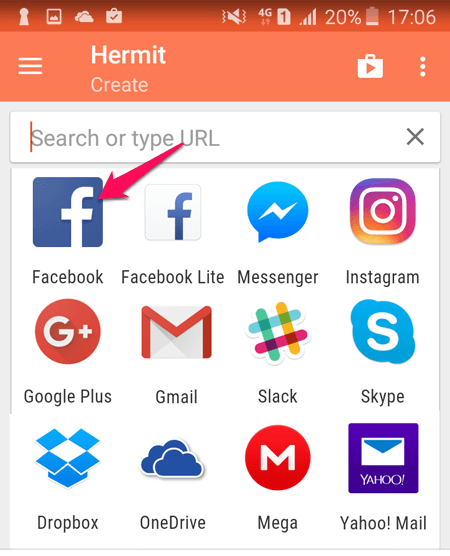 4G 1 20% 17:06
Hermit
Create
Search or type URL
Facebook Facebook Lite Messenger Instagram
G+
Google Plus Gmail Slack Skype
S
M YAHOO!
Dropbox OneDrive Mega Yahoo! Mail